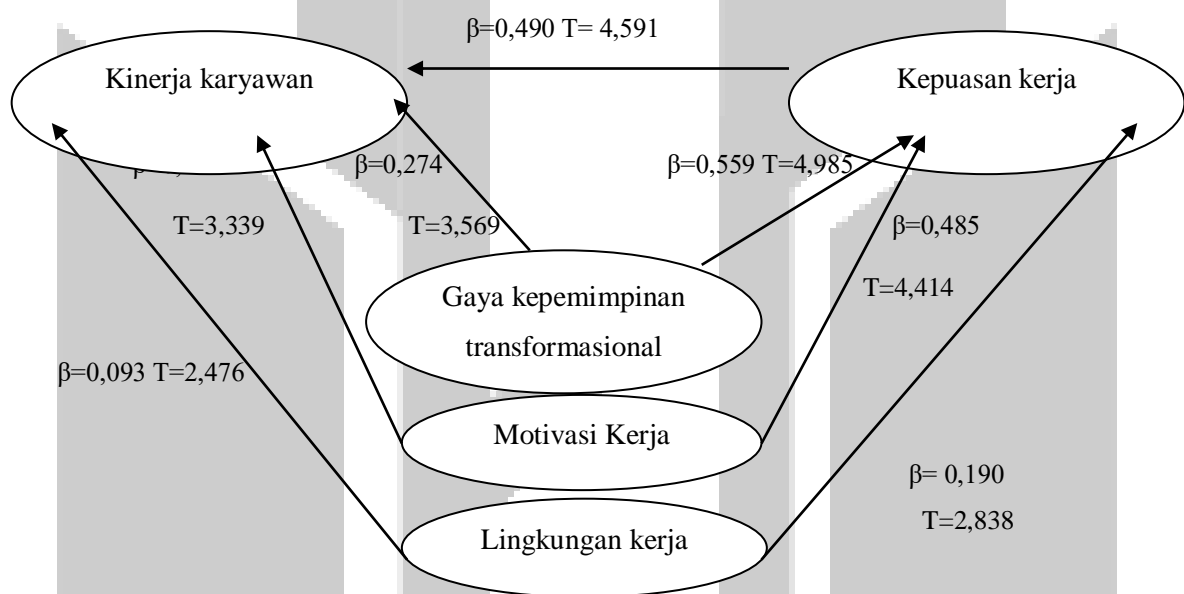 β=0,490 T= 4,591
Kinerja karyawan
Kepuasan kerja
β=0,274
β=0,559 T=4,985
T=3,339
T=3,569
β=0,485
Gaya kepemimpinan
transformasional
T=4,414
β=0,093 T=2,476
Motivasi Kerja
β= 0,190
T=2,838
Lingkungan kerja